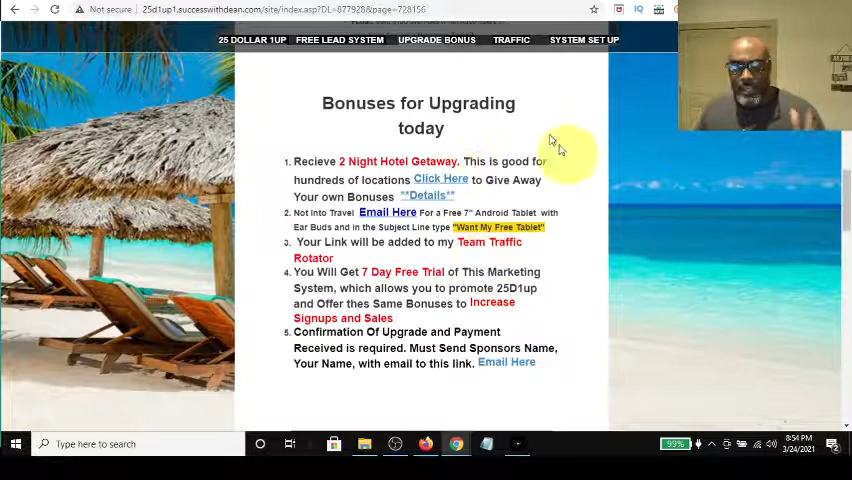 Not secure 25d1up1.successwithdean.com/site/index.asp?DL=877928&page=728156
25 DOLLAR 1UP FREE LEAD SYSTEM UPGRADE BONUS TRAFFIC SYSTEM SET UP
Bonuses for Upgrading
today
1. Recieve 2 Night Hotel Getaway. This is good for
hundreds of locations Click Here to Give Away
Your own Bonuses **Details**
2. Not into Travel Email Here For a Free 7" Android Tablet with
Ear Buds and in the Subject Line type "Want My Free Tablet"
3. Your Link will be added to my Team Traffic
Rotator
4. You Will Get 7 Day Free Trial of This Marketing
System, which allows you to promote 25D1up
and Offer thes Same Bonuses to Increase
Signups and Sales
5. Confirmation Of Upgrade and Payment
Received is required. Must Send Sponsors Name,
Your Name, with email to this link. Email Here
Type here to search
99%
8:54 PM
3/24/2021